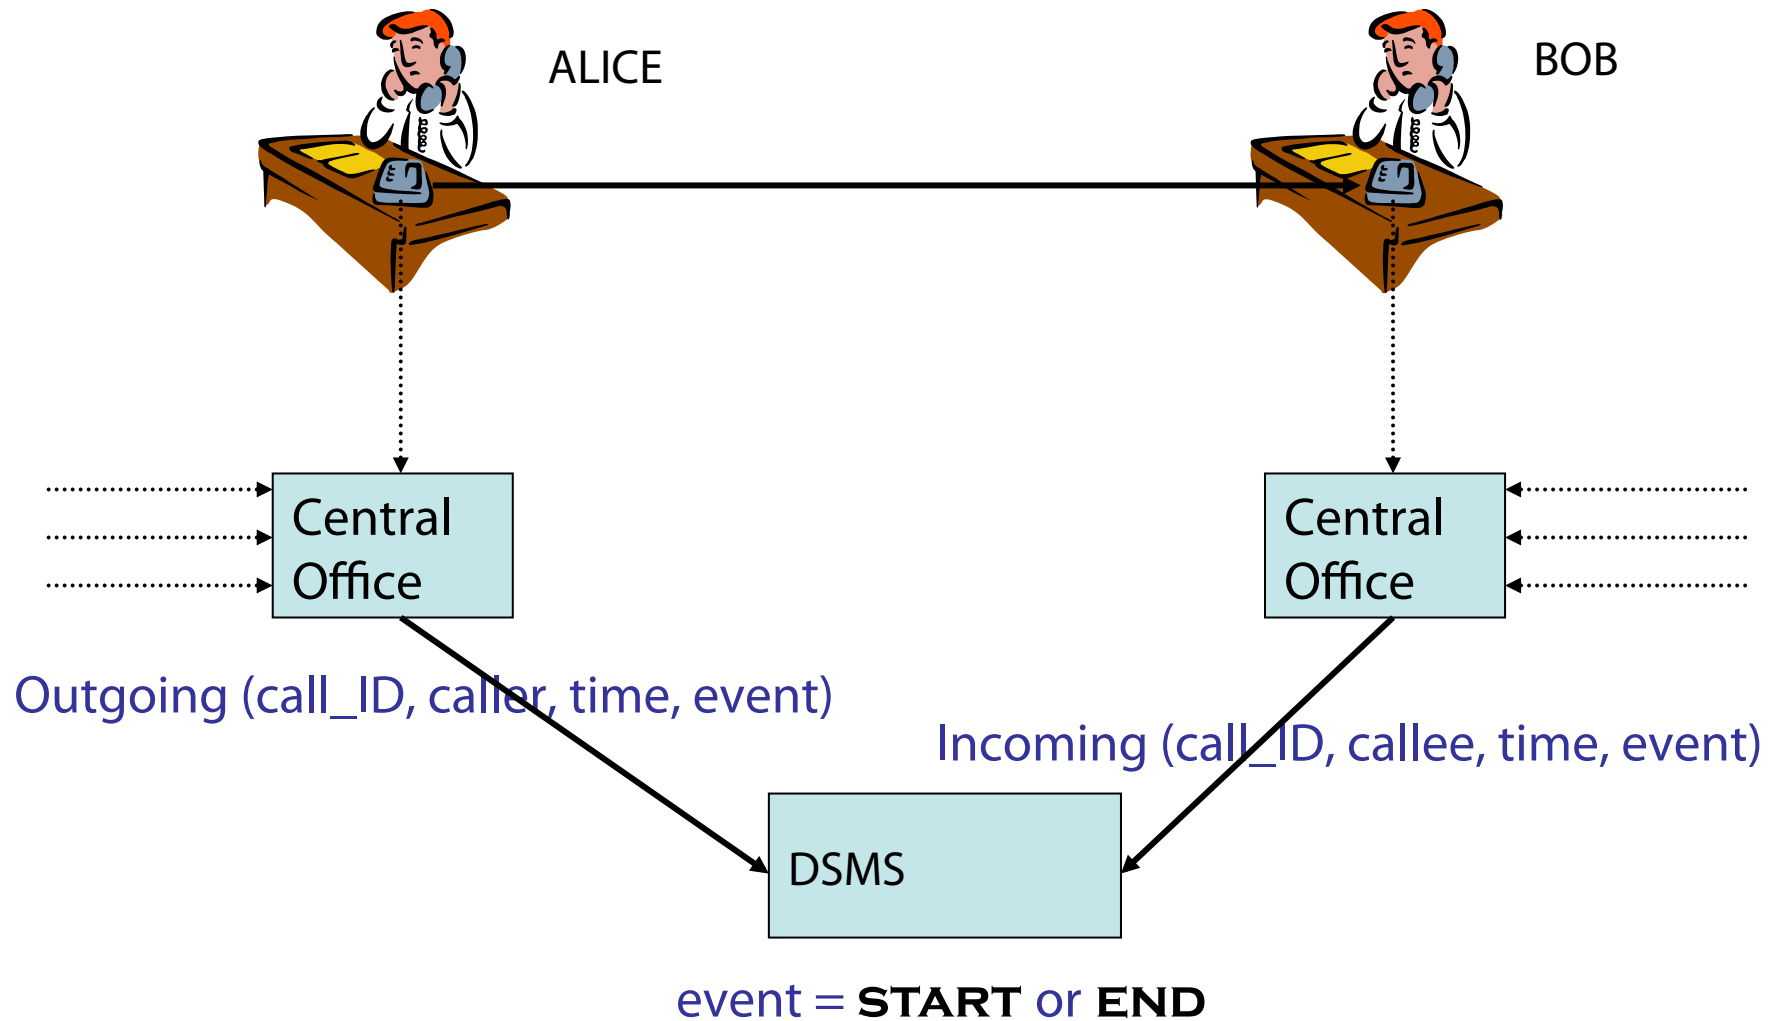 ALICE
BOB
Central
Office
Central
Office
Outgoing (call_ID, caller, time, event)
Incoming (call_ID, callee, time, event)
DSMS
event = START or END